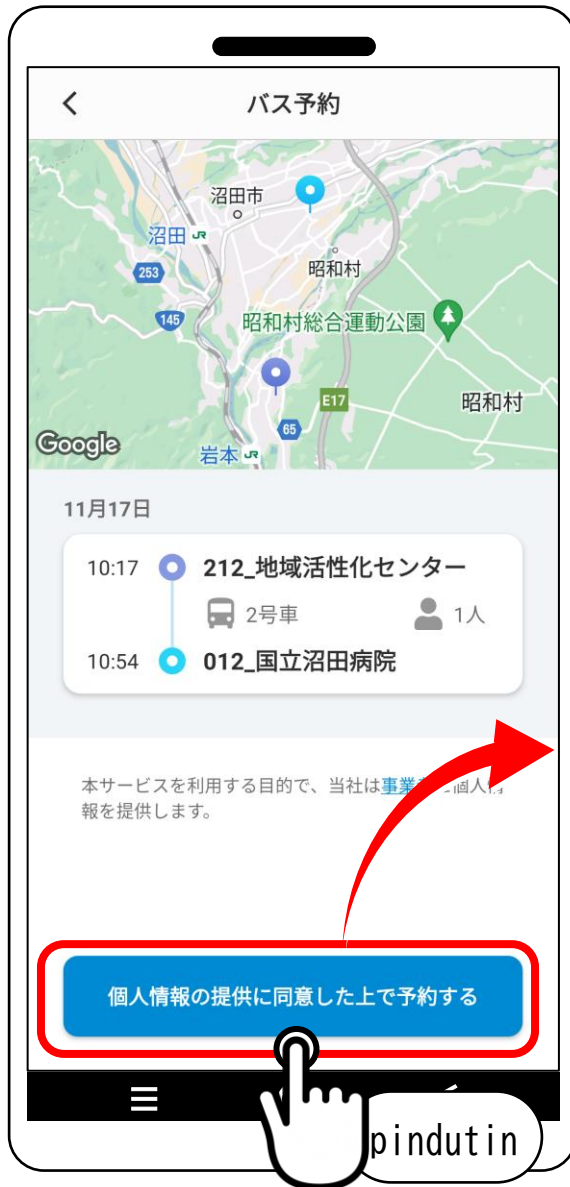 バス予約
沼田市
沼田
JR
253
昭和村
145
昭和村総合運動公園
E17
昭和村
65
Google
岩本 JR
11月17日
10:17 212_地域活性化センター
2号車 1人
10:54 012_国立沼田病院
本サービスを利用する目的で、当社は事業 個人情
報を提供します。
個人情報の提供に同意した上で予約する
pindutin